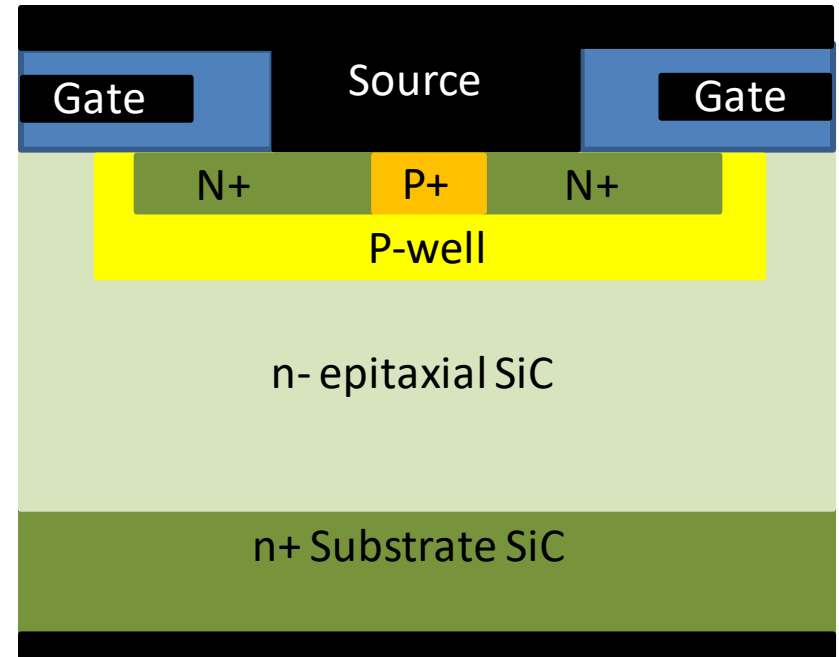 Gate
Source
Gate
N+
P+
N+
P-well
n- epitaxial SiC
n+ Substrate SiC